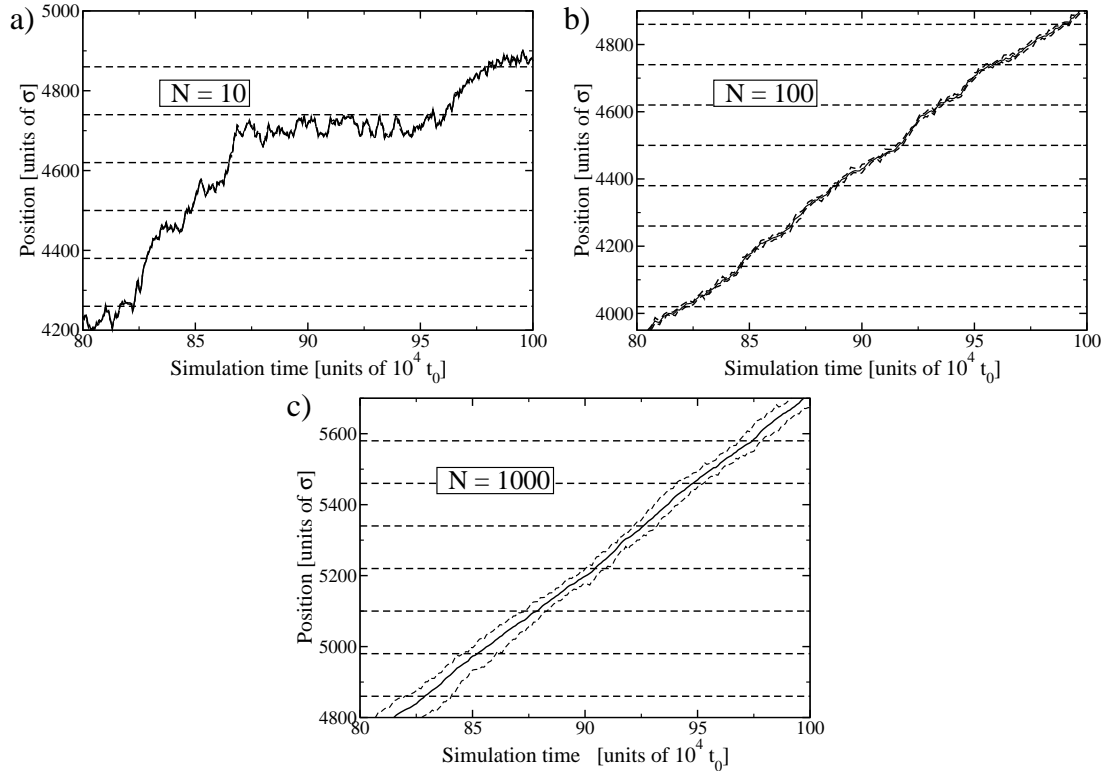 a)
N = 10
Position [units of σ]
5000
4800
4600
4400
4200
80
85
90
95
100
Simulation time [units of 10^4 t_0]
b)
N = 100
Position [units of σ]
4800
4600
4400
4200
4000
80
85
90
95
100
Simulation time [units of 10^4 t_0]
c)
N = 1000
Position [units of σ]
5600
5400
5200
5000
4800
80
85
90
95
100
Simulation time [units of 10^4 t_0]